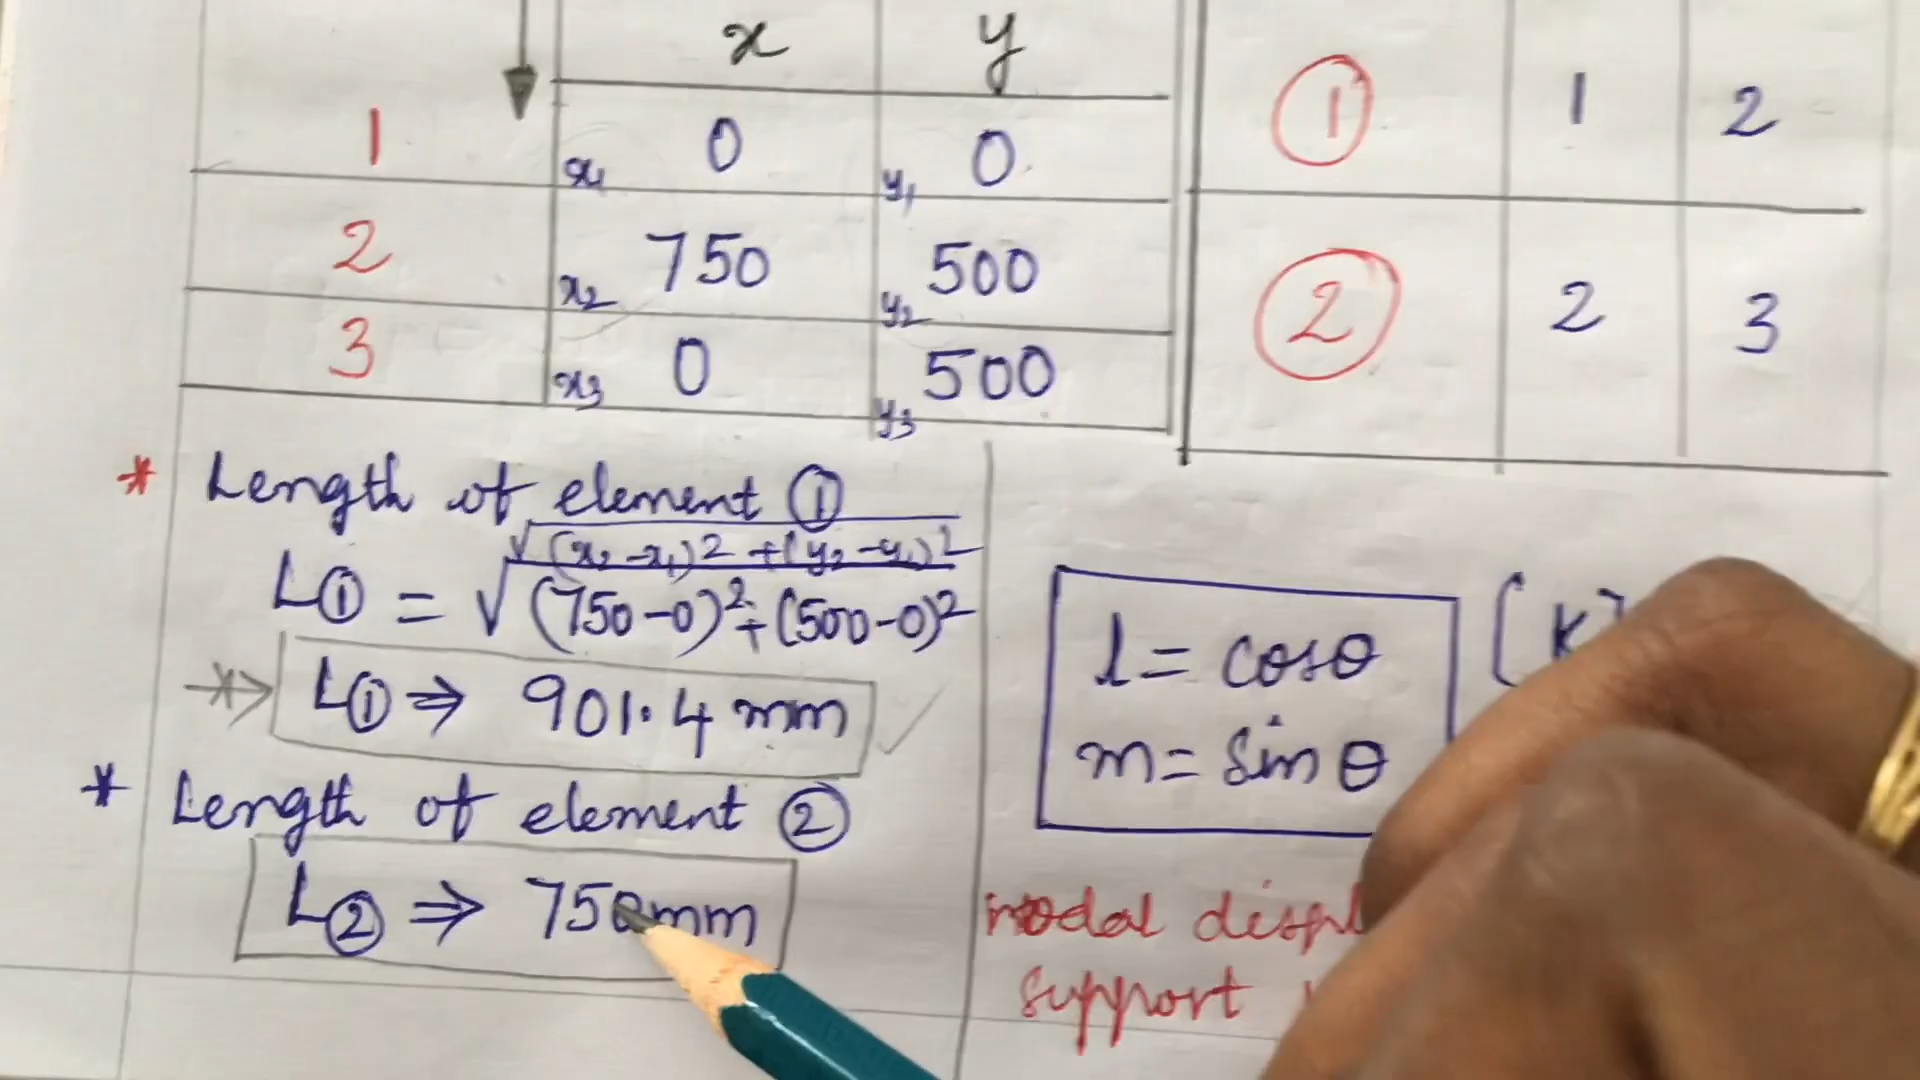 x y
1 x₁ 0 y₁ 0
2 x₂ 750 y₂ 500
3 x₃ 0 y₃ 500
① 1 2
② 2 3
* Length of element ①
√(x₂-x₁)² + (y₂-y₁)²
L① = √(750-0)² + (500-0)²
L① ⇒ 901.4 mm
* Length of element ②
L② ⇒ 750mm
l = cosθ
m = sinθ
[K]
nodal
support